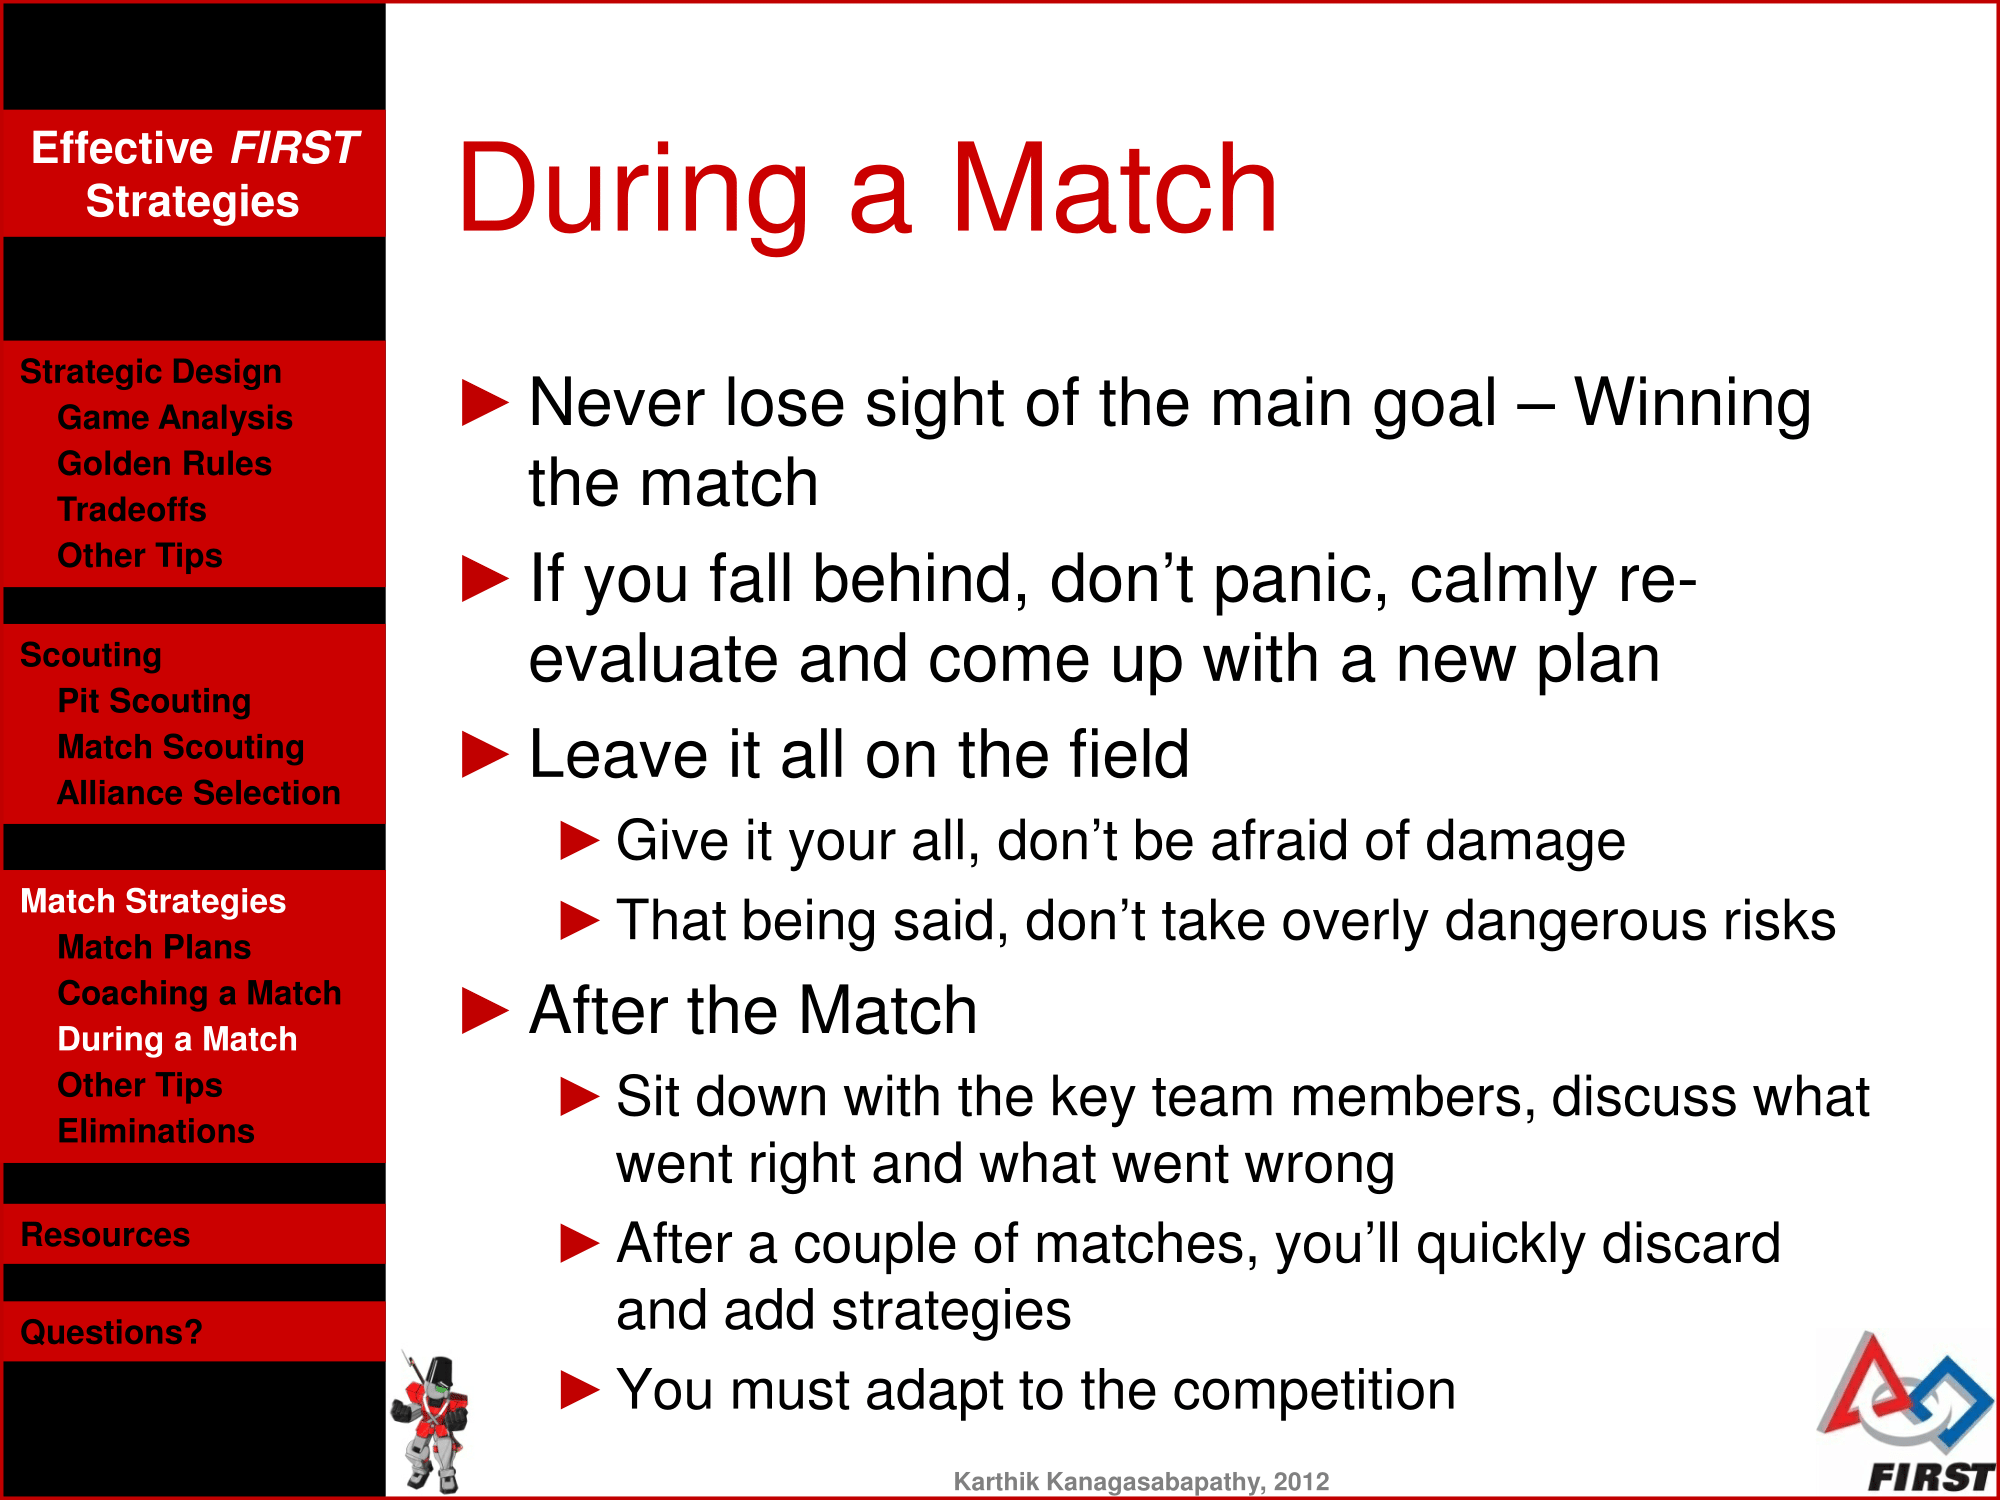 Effective FIRST
Strategies
Strategic Design
Game Analysis
Golden Rules
Tradeoffs
Other Tips
Scouting
Pit Scouting
Match Scouting
Alliance Selection
Match Strategies
Match Plans
Coaching a Match
During a Match
Other Tips
Eliminations
Resources
Questions?
During a Match
Never lose sight of the main goal – Winning
the match
If you fall behind, don’t panic, calmly re-
evaluate and come up with a new plan
Leave it all on the field
Give it your all, don’t be afraid of damage
That being said, don’t take overly dangerous risks
After the Match
Sit down with the key team members, discuss what
went right and what went wrong
After a couple of matches, you’ll quickly discard
and add strategies
You must adapt to the competition
Karthik Kanagasabapathy, 2012
FIRST